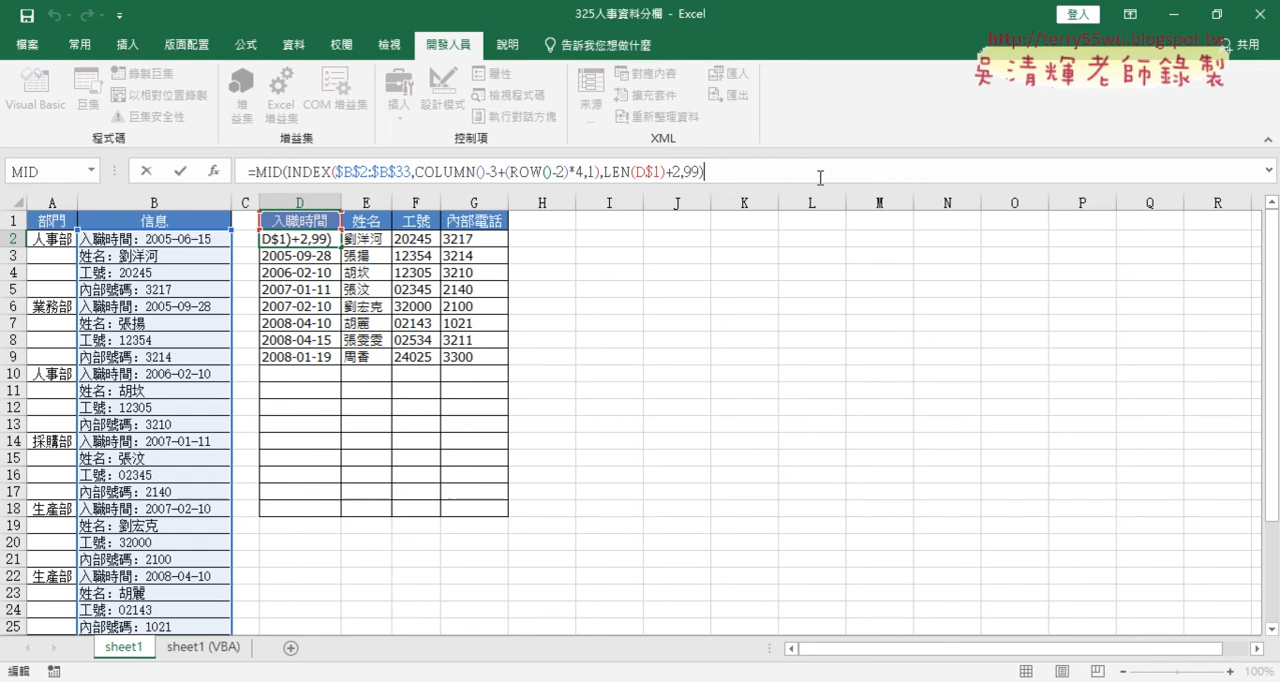 325人事資料分欄 - Excel
登入
檔案 常用 插入 版面配置 公式 資料 校閱 檢視 開發人員 說明 告訴我您想做什麼 共用
http://terry55wu.blogspot.tw
吳清輝老師錄製
Visual Basic 巨集 錄製巨集 以相對位置錄製 巨集安全性
增益集 Excel 增益集 COM 增益集
插入 設計模式 屬性 檢視程式碼 執行對話方塊
來源 對應內容 擴充套件 重新整理資料 匯入 匯出
程式碼 增益集 控制項 XML
MID =MID(INDEX($B$2:$B$33,COLUMN()-3+(ROW()-2)*4,1),LEN(D$1)+2,99)
A B C D E F G H I J K L M N O P Q R
1 部門 信息 入職時間 姓名 工號 內部電話
2 人事部 入職時間：2005-06-15 D$1)+2,99) 劉洋河 20245 3217
3 姓名：劉洋河 2005-09-28 張揚 12354 3214
4 工號：20245 2006-02-10 胡坎 12305 3210
5 內部號碼：3217 2007-01-11 張汶 02345 2140
6 業務部 入職時間：2005-09-28 2007-02-10 劉宏克 32000 2100
7 姓名：張揚 2008-04-10 胡麗 02143 1021
8 工號：12354 2008-04-15 張雯雯 02534 3211
9 內部號碼：3214 2008-01-19 周香 24025 3300
10 人事部 入職時間：2006-02-10
11 姓名：胡坎
12 工號：12305
13 內部號碼：3210
14 採購部 入職時間：2007-01-11
15 姓名：張汶
16 工號：02345
17 內部號碼：2140
18 生產部 入職時間：2007-02-10
19 姓名：劉宏克
20 工號：32000
21 內部號碼：2100
22 生產部 入職時間：2008-04-10
23 姓名：胡麗
24 工號：02143
25 內部號碼：1021
sheet1 sheet1 (VBA)
編輯 100%